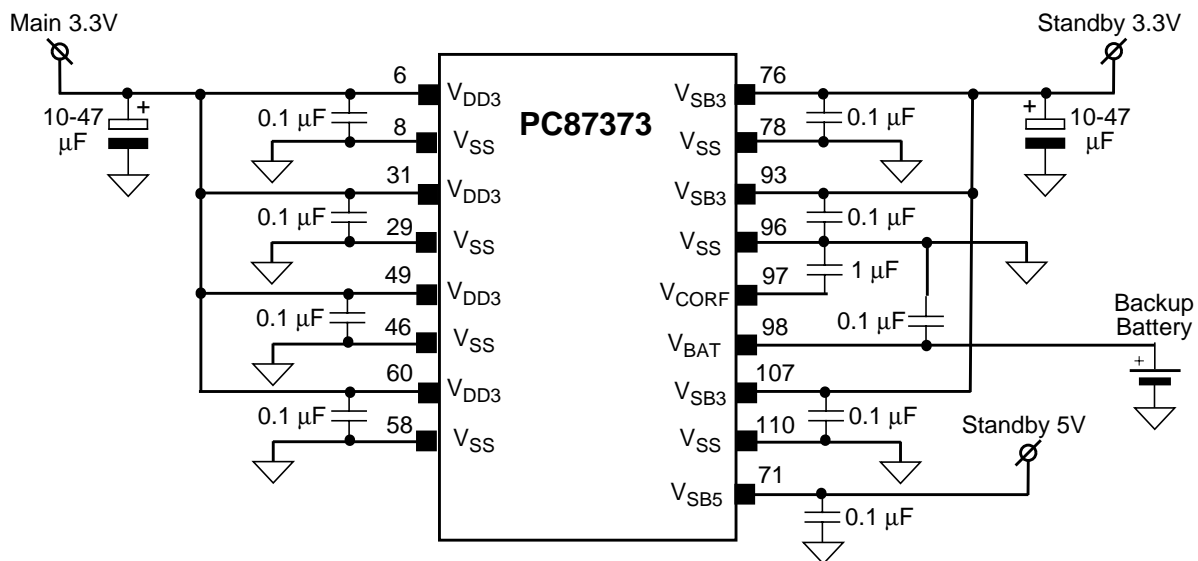 Main 3.3V
Standby 3.3V
PC87373
10-47
µF
+
6
VDD3
0.1 µF
8
VSS
31
VDD3
0.1 µF
29
VSS
49
VDD3
0.1 µF
46
VSS
60
VDD3
0.1 µF
58
VSS
76
VSB3
0.1 µF
78
VSS
+
10-47
µF
93
VSB3
0.1 µF
96
VSS
1 µF
97
VCORF
0.1 µF
98
VBAT
Backup
Battery
+
107
VSB3
0.1 µF
110
VSS
Standby 5V
71
VSB5
0.1 µF